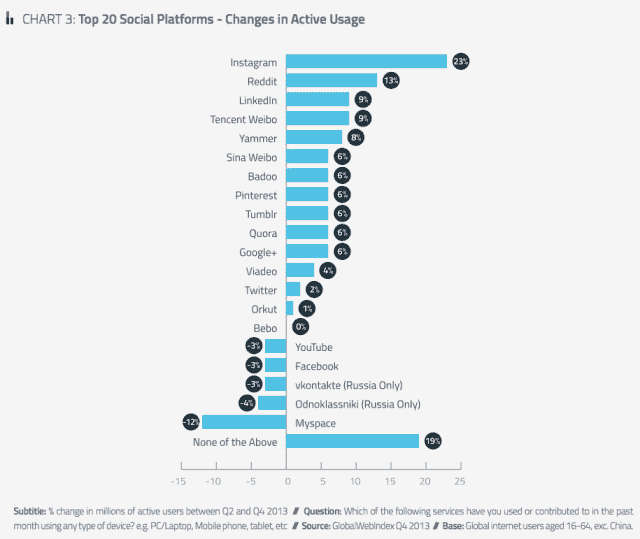 CHART 3: Top 20 Social Platforms - Changes in Active Usage
Instagram 23%
Reddit 13%
LinkedIn 9%
Tencent Weibo 9%
Yammer 8%
Sina Weibo 6%
Badoo 6%
Pinterest 6%
Tumblr 6%
Quora 6%
Google+ 6%
Viadeo 4%
Twitter 2%
Orkut 1%
Bebo 0%
-3% YouTube
-3% Facebook
-3% vkontakte (Russia Only)
-4% Odnoklassniki (Russia Only)
-12% Myspace
None of the Above 19%
-15 -10 -5 0 5 10 15 20 25
Subtitle: % change in millions of active users between Q2 and Q4 2013 // Question: Which of the following services have you used or contributed to in the past
month using any type of device? e.g. PC/Laptop, Mobile phone, tablet, etc // Source: GlobalWebIndex Q4 2013 // Base: Global internet users aged 16-64, exc. China.